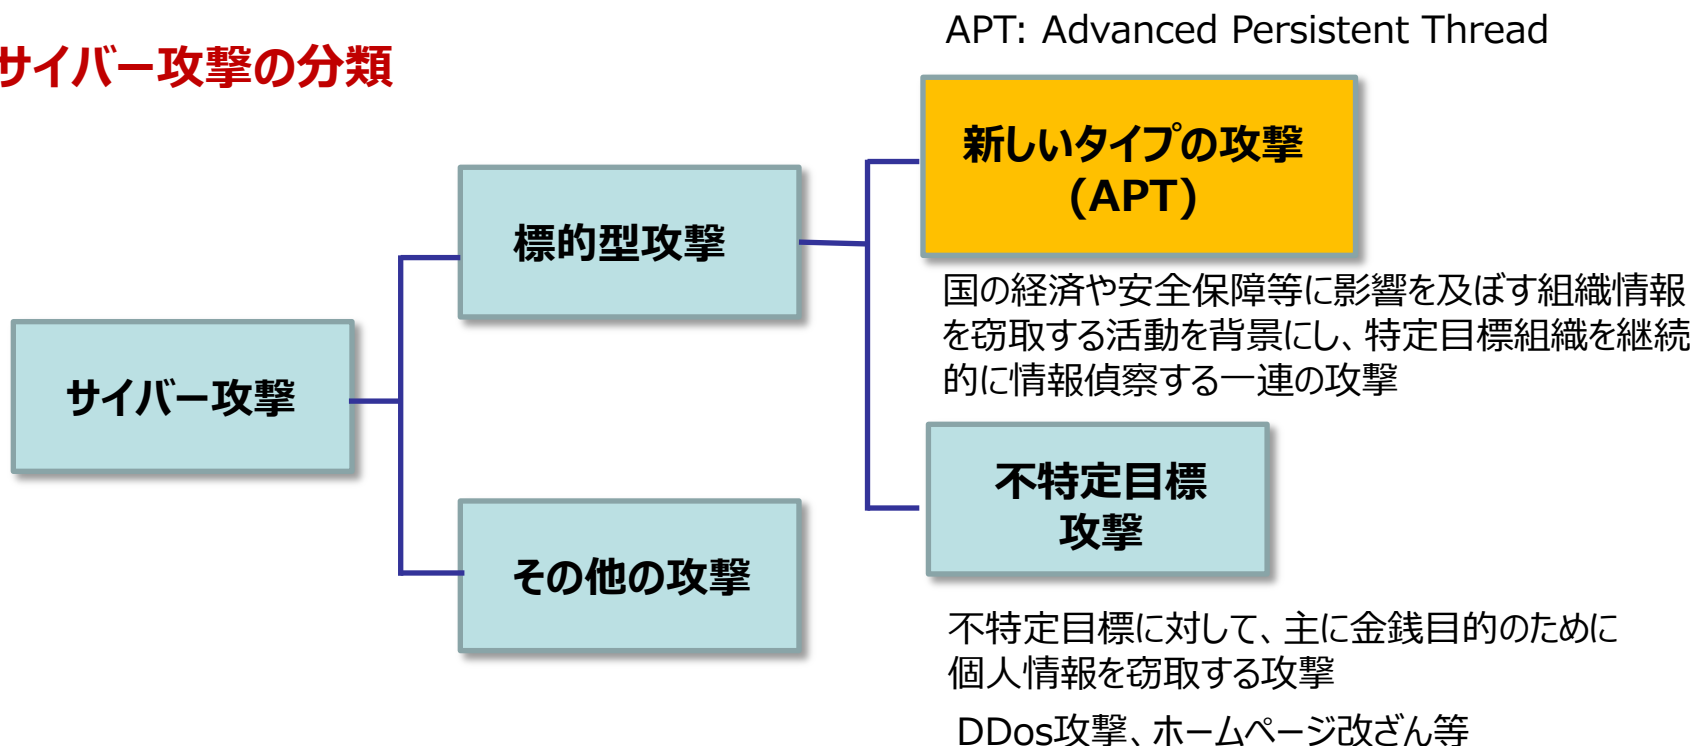 APT: Advanced Persistent Thread
サイバー攻撃の分類
新しいタイプの攻撃
(APT)
標的型攻撃
国の経済や安全保障等に影響を及ぼす組織情報
を窃取する活動を背景にし、特定目標組織を継続
的に情報偵察する一連の攻撃
サイバー攻撃
不特定目標
攻撃
その他の攻撃
不特定目標に対して、主に金銭目的のために
個人情報を窃取する攻撃
DDos攻撃、ホームページ改ざん等